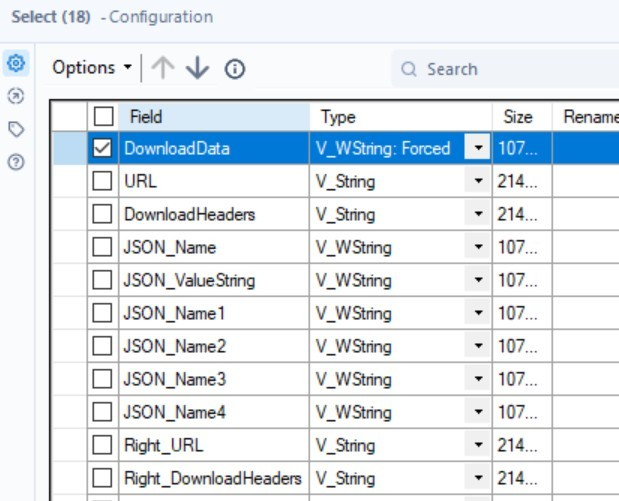 Select (18) - Configuration
Options Search
Field Type Size Rename
DownloadData V_WString: Forced 107...
URL V_String 214...
DownloadHeaders V_String 214...
JSON_Name V_WString 107...
JSON_ValueString V_WString 107...
JSON_Name1 V_WString 107...
JSON_Name2 V_WString 107...
JSON_Name3 V_WString 107...
JSON_Name4 V_WString 107...
Right_URL V_String 214...
Right_DownloadHeaders V_String 214...